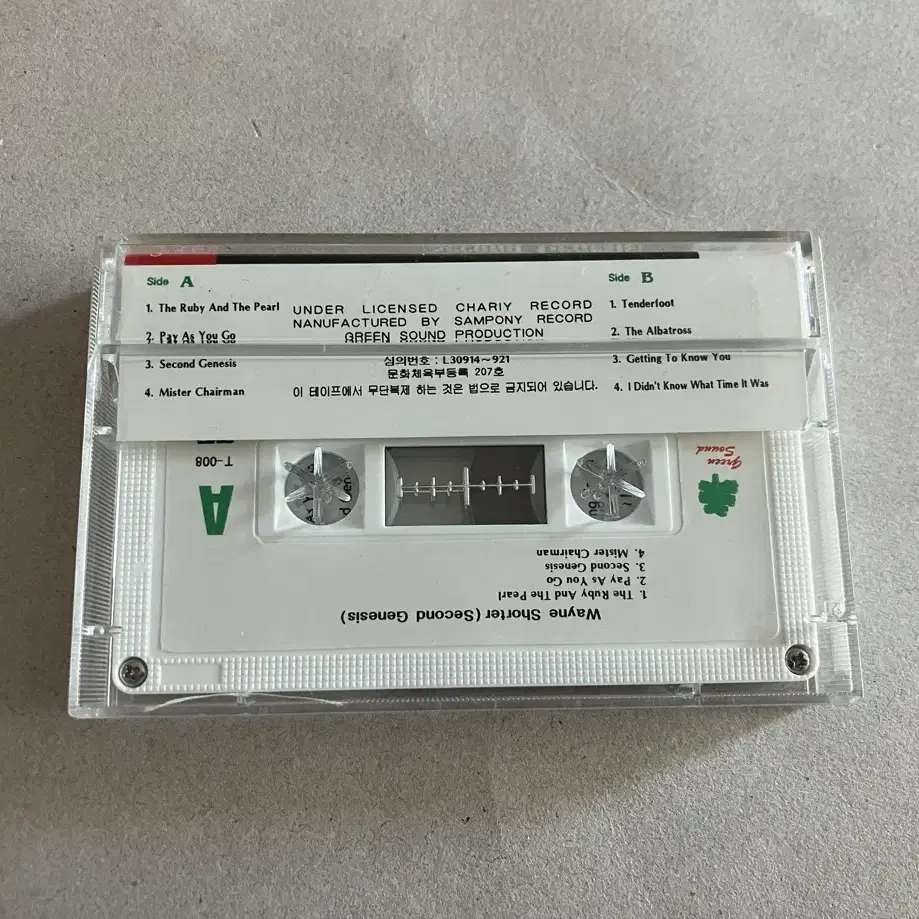 Side A
1. The Ruby And The Pearl
2. Pay As You Go
3. Second Genesis
4. Mister Chairman
UNDER LICENSED CHARIY RECORD
NANUFACTURED BY SAMPONY RECORD
GREEN SOUND PRODUCTION
심의번호 : L30914~921
문화체육부등록 207호
이 테이프에서 무단복제 하는 것은 법으로 금지되어 있습니다.
Side B
1. Tenderfoot
2. The Albatross
3. Getting To Know You
4. I Didn't Know What Time It Was
T-008
A
Green
Sound
Wayne Shorter (Second Genesis)
1. The Ruby And The Pearl
2. Pay As You Go
3. Second Genesis
4. Mister Chairman